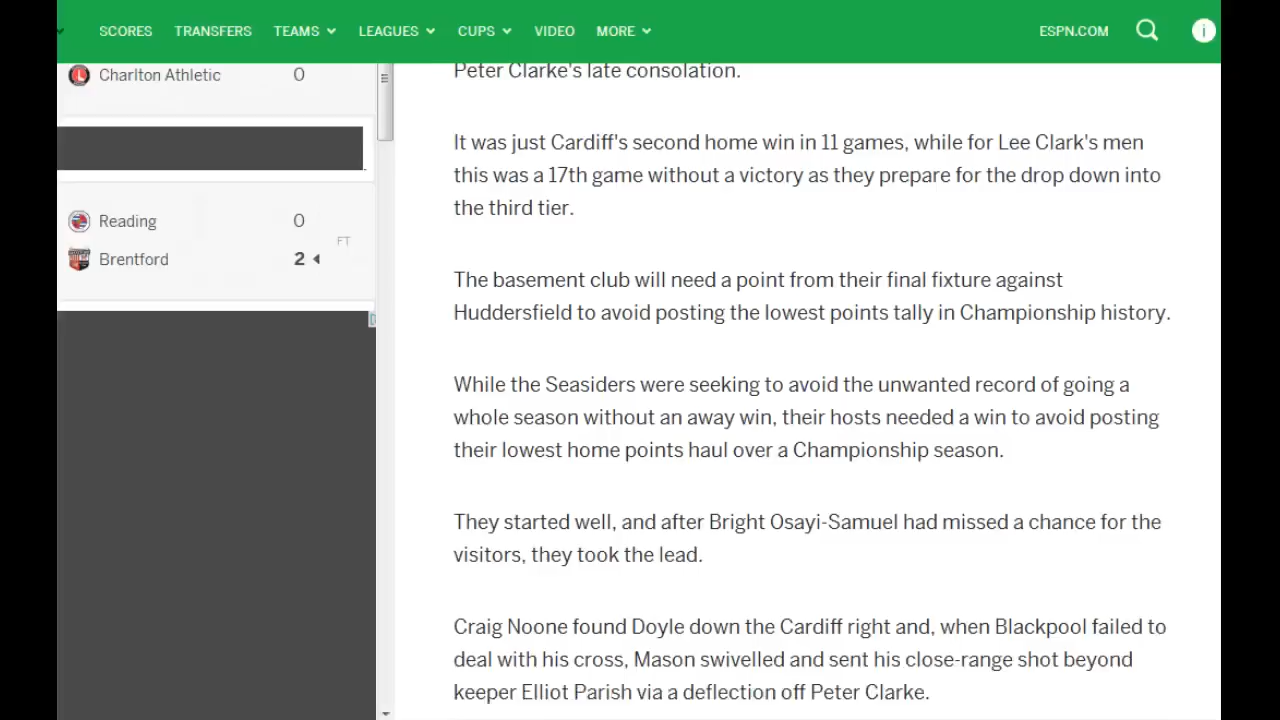 SCORES TRANSFERS TEAMS LEAGUES CUPS VIDEO MORE ESPN.COM
Charlton Athletic 0
Reading 0
FT
Brentford 2
Peter Clarke's late consolation.
It was just Cardiff's second home win in 11 games, while for Lee Clark's men
this was a 17th game without a victory as they prepare for the drop down into
the third tier.
The basement club will need a point from their final fixture against
Huddersfield to avoid posting the lowest points tally in Championship history.
While the Seasiders were seeking to avoid the unwanted record of going a
whole season without an away win, their hosts needed a win to avoid posting
their lowest home points haul over a Championship season.
They started well, and after Bright Osayi-Samuel had missed a chance for the
visitors, they took the lead.
Craig Noone found Doyle down the Cardiff right and, when Blackpool failed to
deal with his cross, Mason swivelled and sent his close-range shot beyond
keeper Elliot Parish via a deflection off Peter Clarke.